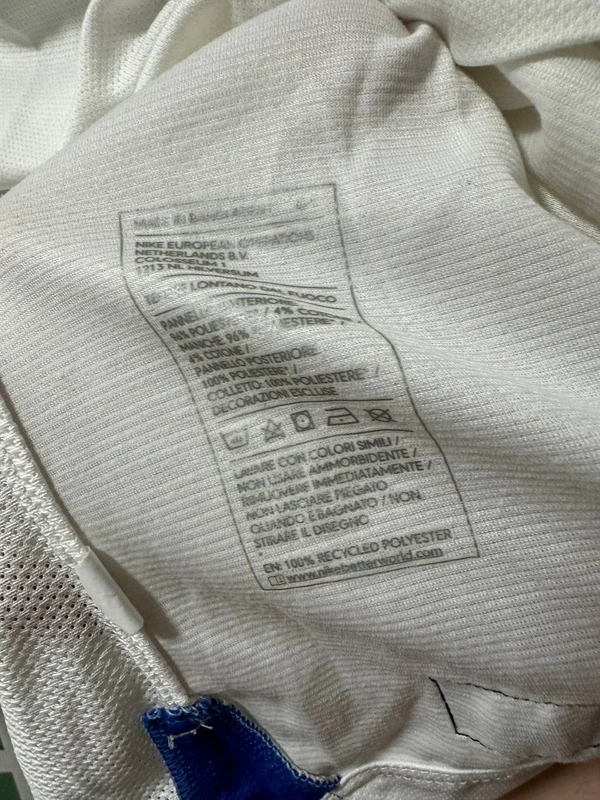 MADE IN
NIKE EUROPEAN OPERATIONS
NETHERLANDS B.V.
COLOSSEUM 1
1213 NL HILVERSUM
TENERE LONTANO DAL FUOCO
PANNELLO ANTERIORE:
96% POLIESTERE* / 4% COTONE /
MANICHE 96% POLIESTERE* /
4% COTONE /
PANNELLO POSTERIORE
100% POLIESTERE* /
COLLETTO: 100% POLIESTERE* /
DECORAZIONI ESCLUSE
LAVARE CON COLORI SIMILI /
NON USARE AMMORBIDENTE /
RIMUOVERE IMMEDIATAMENTE /
NON LASCIARE PIEGATO
QUANDO È BAGNATO / NON
STIRARE IL DISEGNO
*
EN: 100% RECYCLED POLYESTER
www.nikebetterworld.com